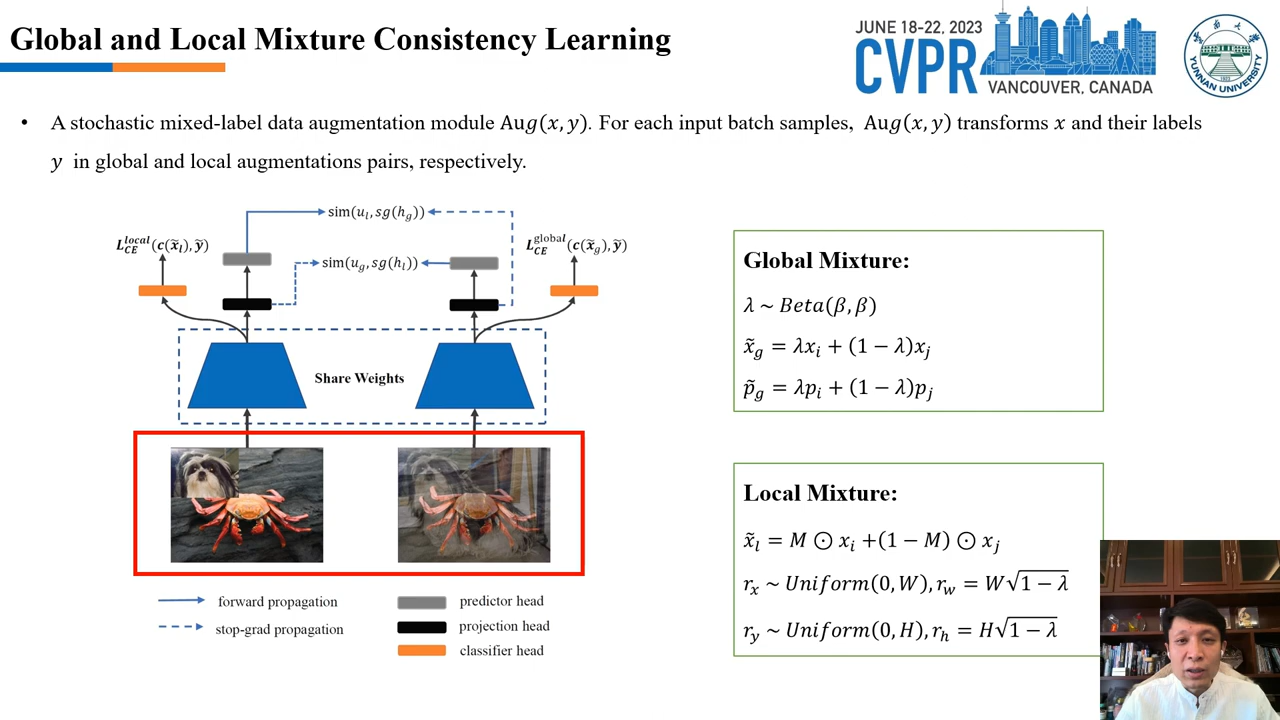 Global and Local Mixture Consistency Learning
JUNE 18-22, 2023
CVPR
VANCOUVER, CANADA
YUNNAN UNIVERSITY
• A stochastic mixed-label data augmentation module Aug(x, y). For each input batch samples, Aug(x, y) transforms x and their labels
y in global and local augmentations pairs, respectively.
sim(u_l, sg(h_g))
L_CE^local(c(x̃_l), ỹ)
L_CE^global(c(x̃_g), ỹ)
sim(u_g, sg(h_l))
Share Weights
forward propagation
stop-grad propagation
predictor head
projection head
classifier head
Global Mixture:
λ ~ Beta(β, β)
x̃_g = λx_i + (1 − λ)x_j
p̃_g = λp_i + (1 − λ)p_j
Local Mixture:
x̃_l = M ⊙ x_i +(1 − M) ⊙ x_j
r_x ~ Uniform(0, W), r_w = W√(1 − λ)
r_y ~ Uniform(0, H), r_h = H√(1 − λ)